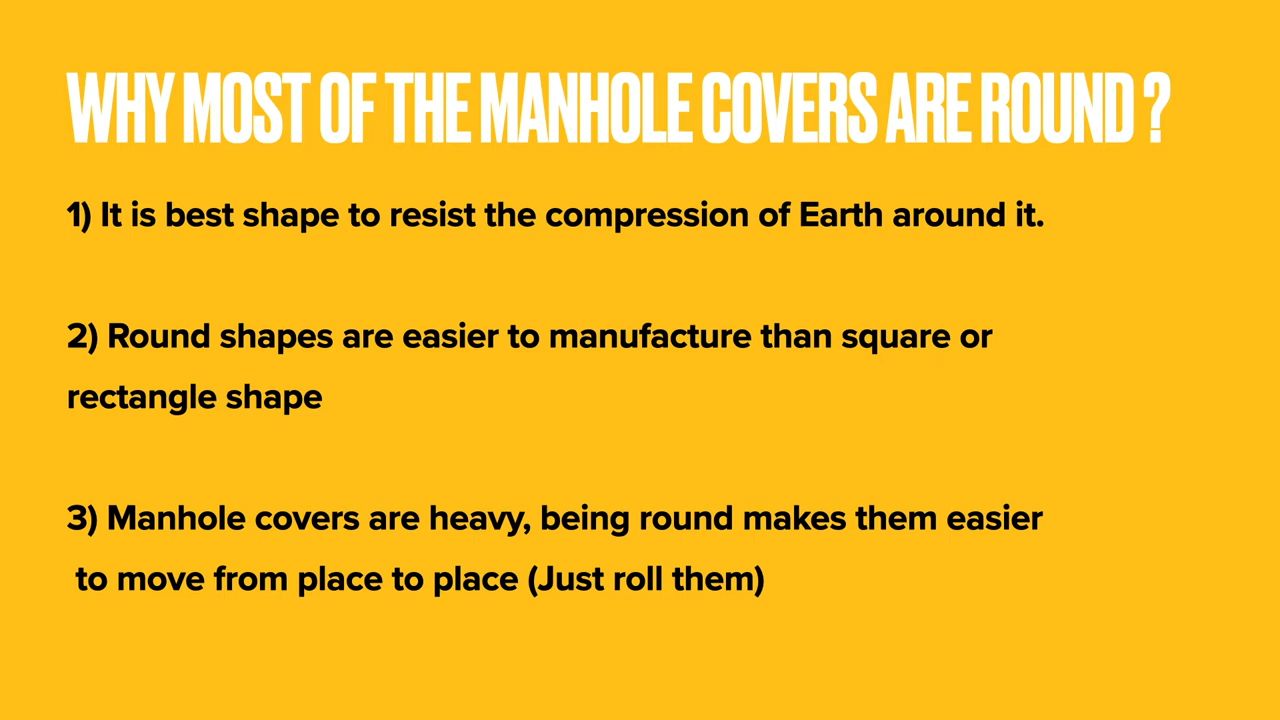 WHY MOST OF THE MANHOLE COVERS ARE ROUND ?
1) It is best shape to resist the compression of Earth around it.
2) Round shapes are easier to manufacture than square or
rectangle shape
3) Manhole covers are heavy, being round makes them easier
to move from place to place (Just roll them)